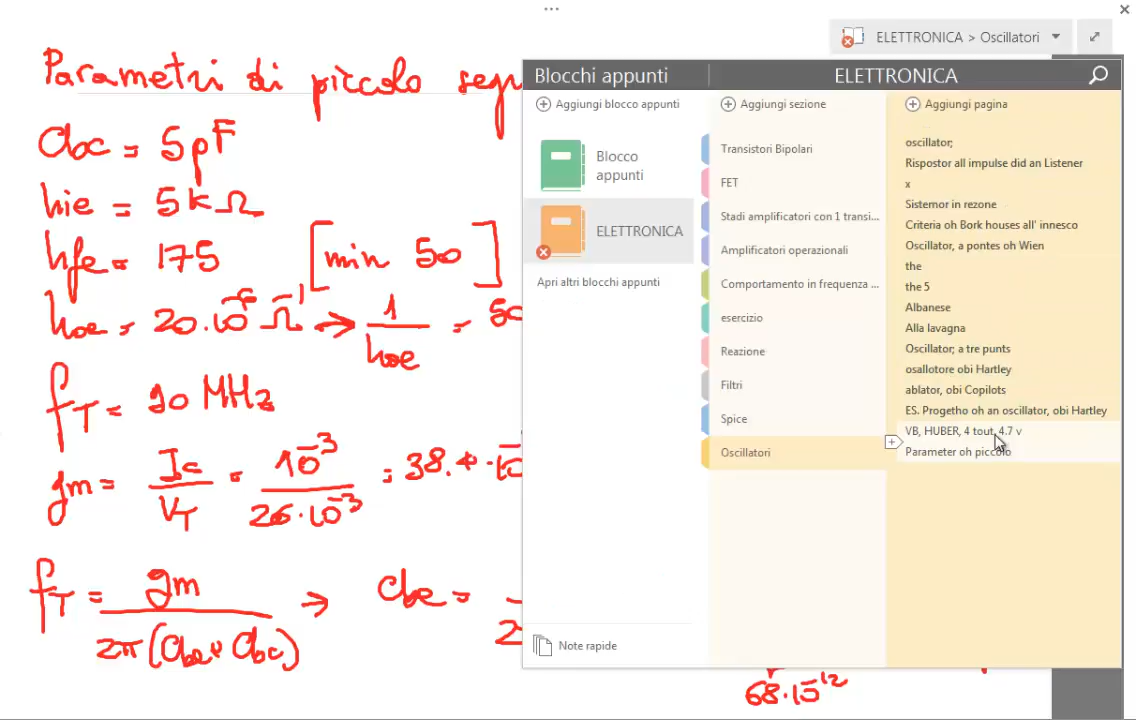 ELETTRONICA > Oscillatori
Parametri di piccolo segn
Cbc = 5pF
hie = 5kΩ
hfe = 175 [min 50]
hoe = 20·10⁻⁶ Ω⁻¹ → 1/hoe = 50
fT = 90 MHz
gm = Ic/VT = 10⁻³/26·10⁻³ = 38.4·10
fT = gm/2π(Cbe+Cbc) → Cbe =
2
68·10⁻¹²
Blocchi appunti
Aggiungi blocco appunti
Blocco
appunti
ELETTRONICA
Apri altri blocchi appunti
Note rapide
ELETTRONICA
Aggiungi sezione
Transistori Bipolari
FET
Stadi amplificatori con 1 transi...
Amplificatori operazionali
Comportamento in frequenza ...
esercizio
Reazione
Filtri
Spice
Oscillatori
Aggiungi pagina
oscillator;
Rispostor all impulse did an Listener
x
Sistemor in rezone
Criteria oh Bork houses all' innesco
Oscillator, a pontes oh Wien
the
the 5
Albanese
Alla lavagna
Oscillator; a tre punts
osallotore obi Hartley
ablator, obi Copilots
ES. Progetho oh an oscillator, obi Hartley
VB, HUBER, 4 tout, 4.7 v
Parameter oh piccolo